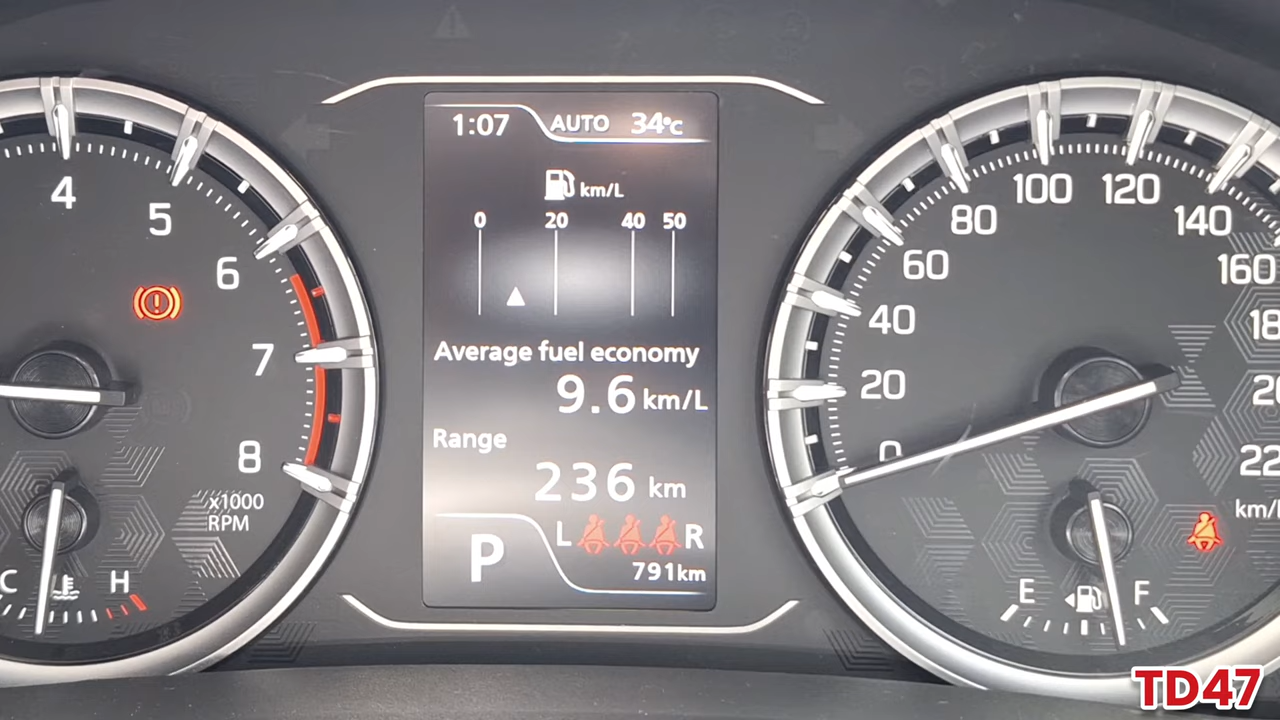 1:07 AUTO 34°C
km/L
0 20 40 50
Average fuel economy
9.6 km/L
Range
236 km
L R
P
791km
4
5
6
7
8
x1000
RPM
C H
0
20
40
60
80
100
120
140
160
km/
E F
TD47